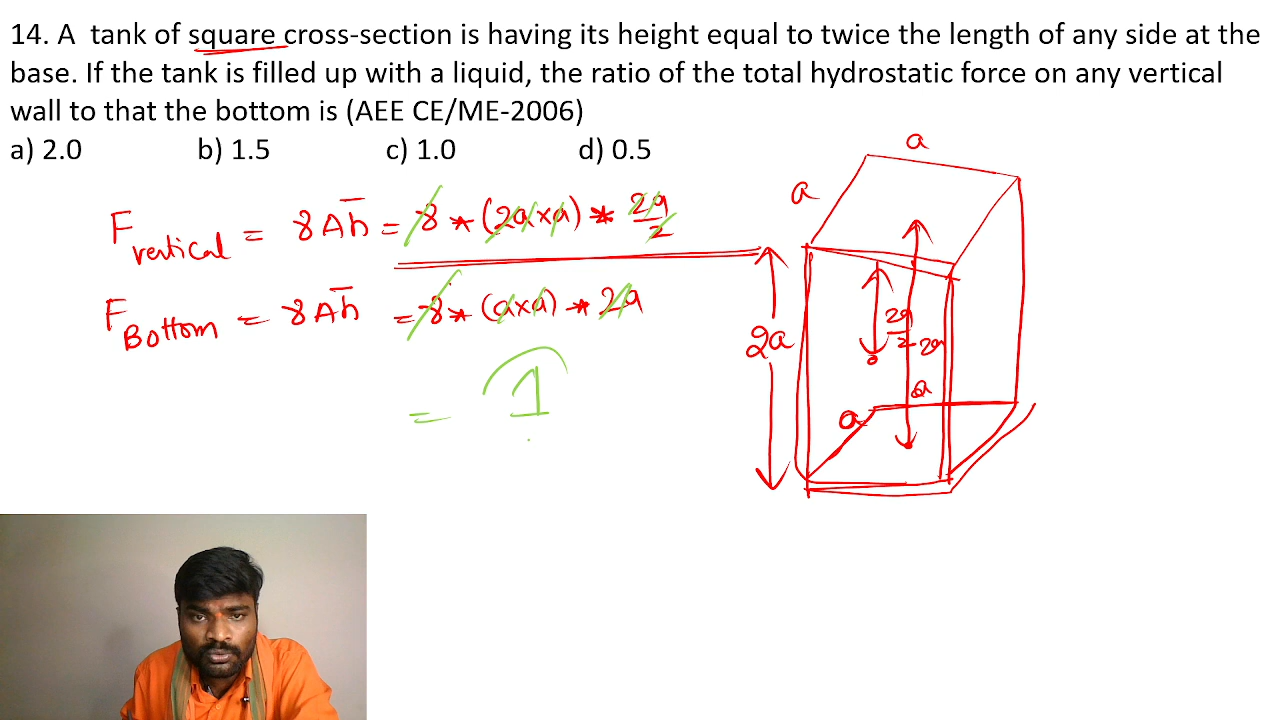 14. A tank of square cross-section is having its height equal to twice the length of any side at the
base. If the tank is filled up with a liquid, the ratio of the total hydrostatic force on any vertical
wall to that the bottom is (AEE CE/ME-2006)
a) 2.0 b) 1.5 c) 1.0 d) 0.5
a
a
F vertical = γAh̄ = γ * (2a×a) * 2a/2
F Bottom = γAh̄ = γ * (a×a) * 2a
2a
2a/2
2a
a
a
= 1